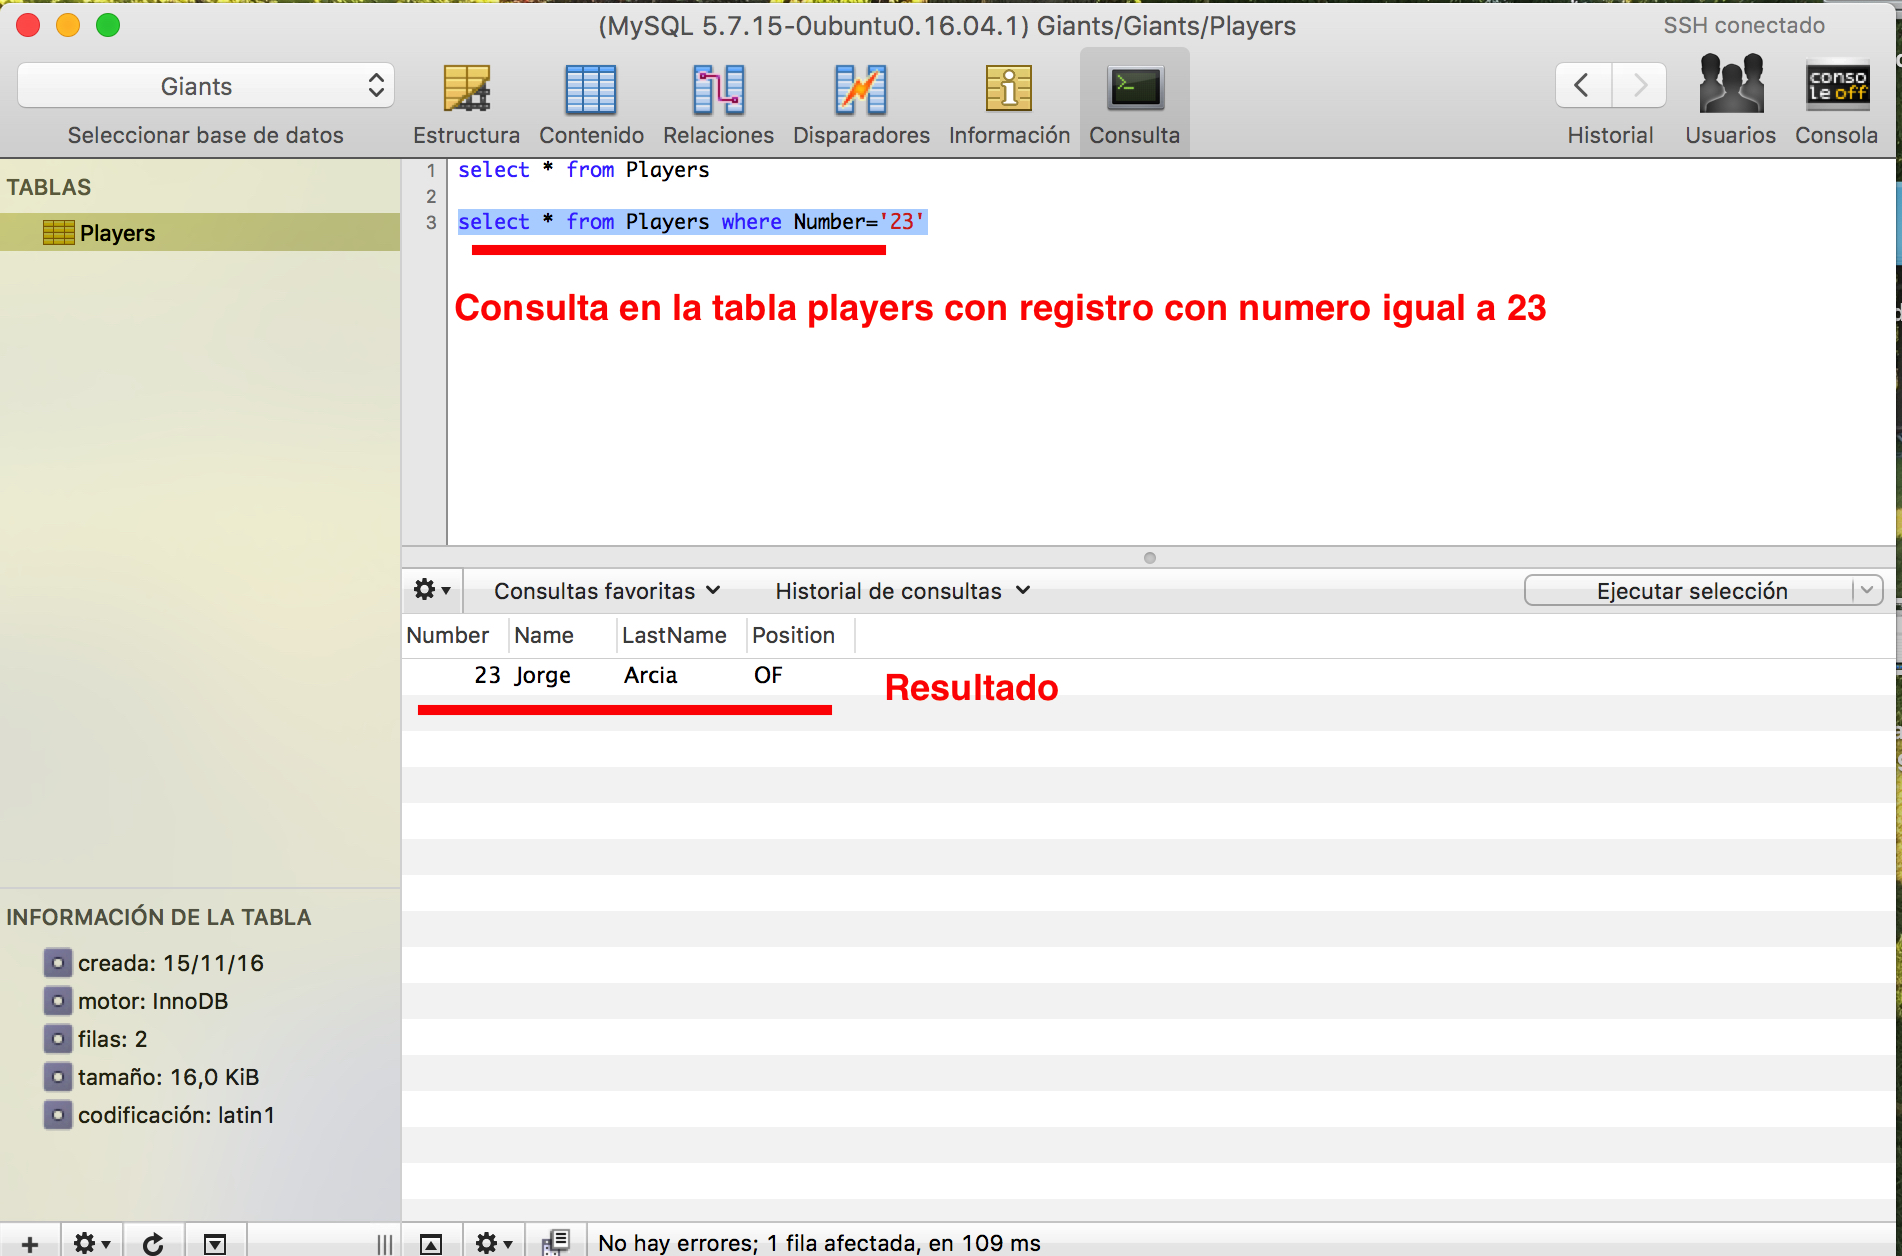 (MySQL 5.7.15-0ubuntu0.16.04.1) Giants/Giants/Players
SSH conectado
Giants
Seleccionar base de datos
Estructura
Contenido
Relaciones
Disparadores
Información
Consulta
Historial
Usuarios
conso
le off
Consola
TABLAS
Players
1 select * from Players
2
3 select * from Players where Number='23'
Consulta en la tabla players con registro con numero igual a 23
Consultas favoritas
Historial de consultas
Ejecutar selección
Number Name LastName Position
23 Jorge Arcia OF
Resultado
INFORMACIÓN DE LA TABLA
creada: 15/11/16
motor: InnoDB
filas: 2
tamaño: 16,0 KiB
codificación: latin1
No hay errores; 1 fila afectada, en 109 ms